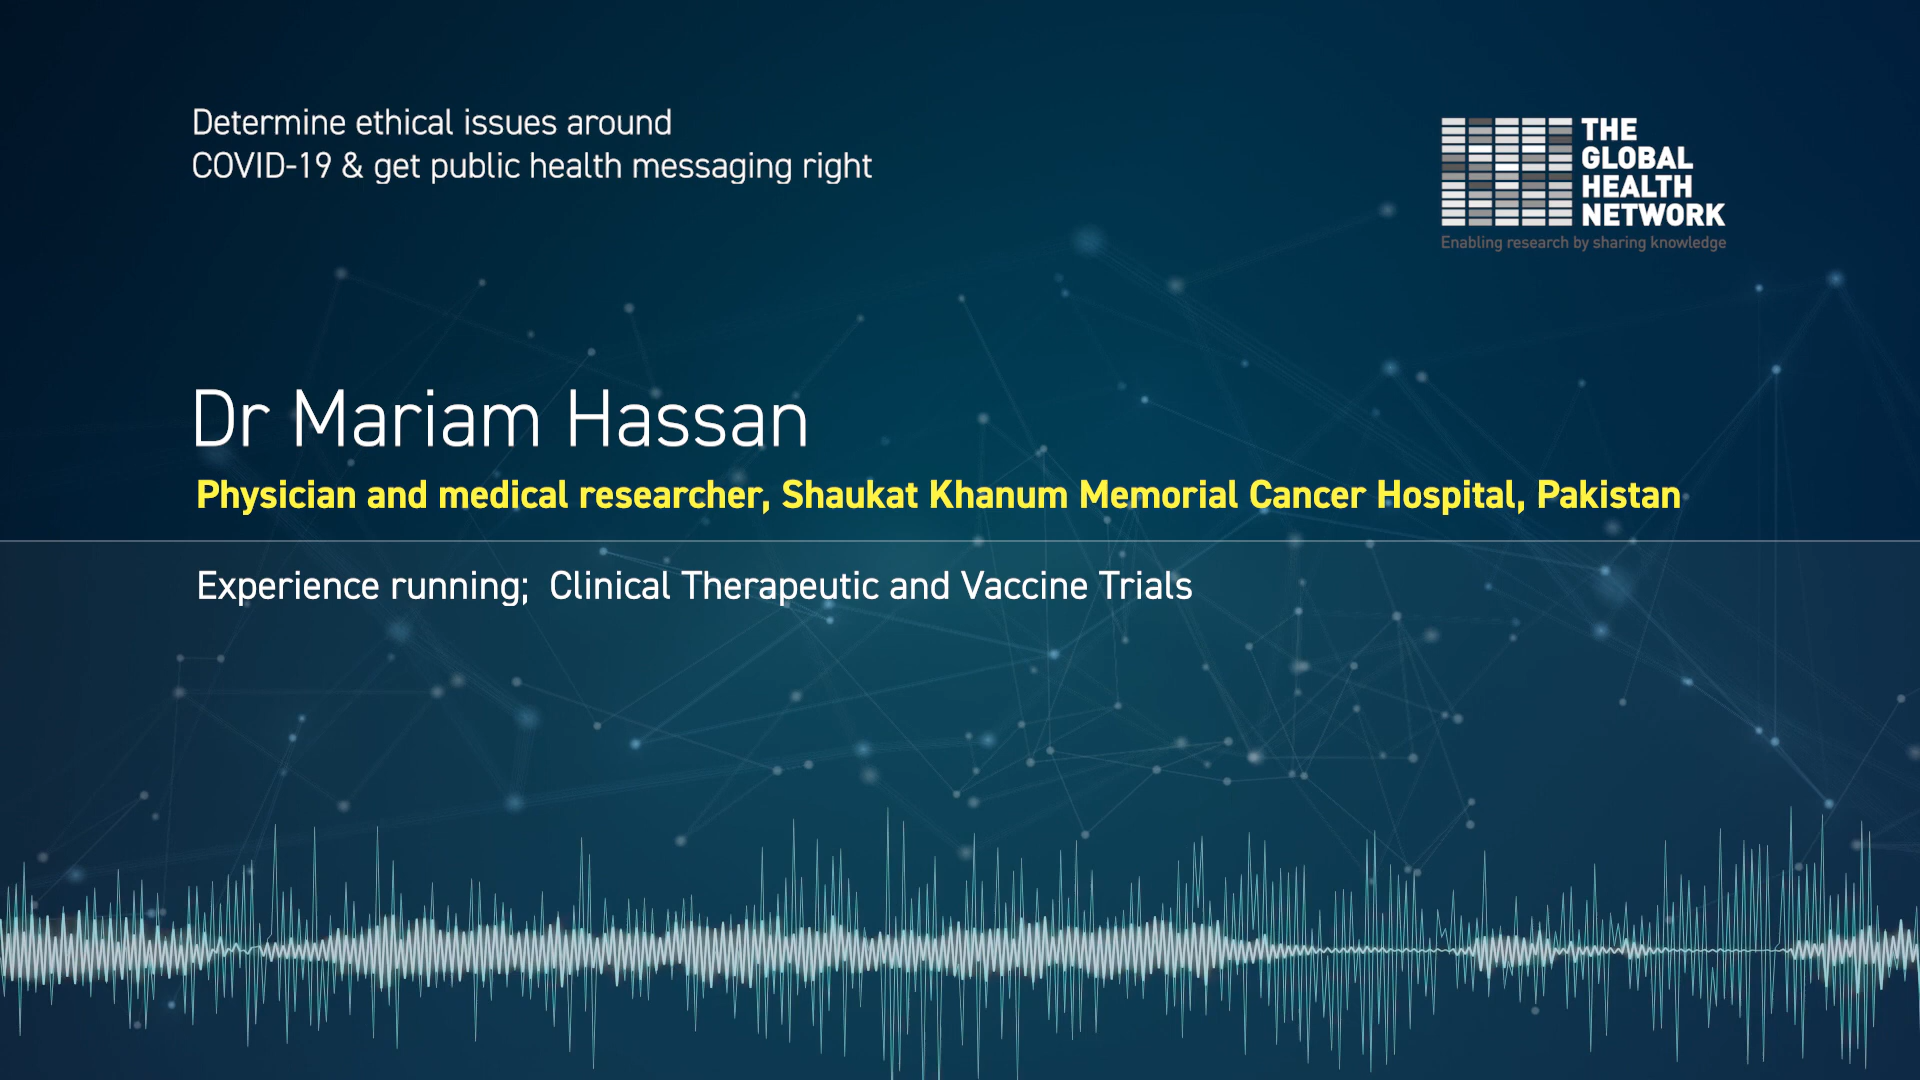 Determine ethical issues around
COVID-19 & get public health messaging right
THE
GLOBAL
HEALTH
NETWORK
Enabling research by sharing knowledge
Dr Mariam Hassan
Physician and medical researcher, Shaukat Khanum Memorial Cancer Hospital, Pakistan
Experience running;  Clinical Therapeutic and Vaccine Trials